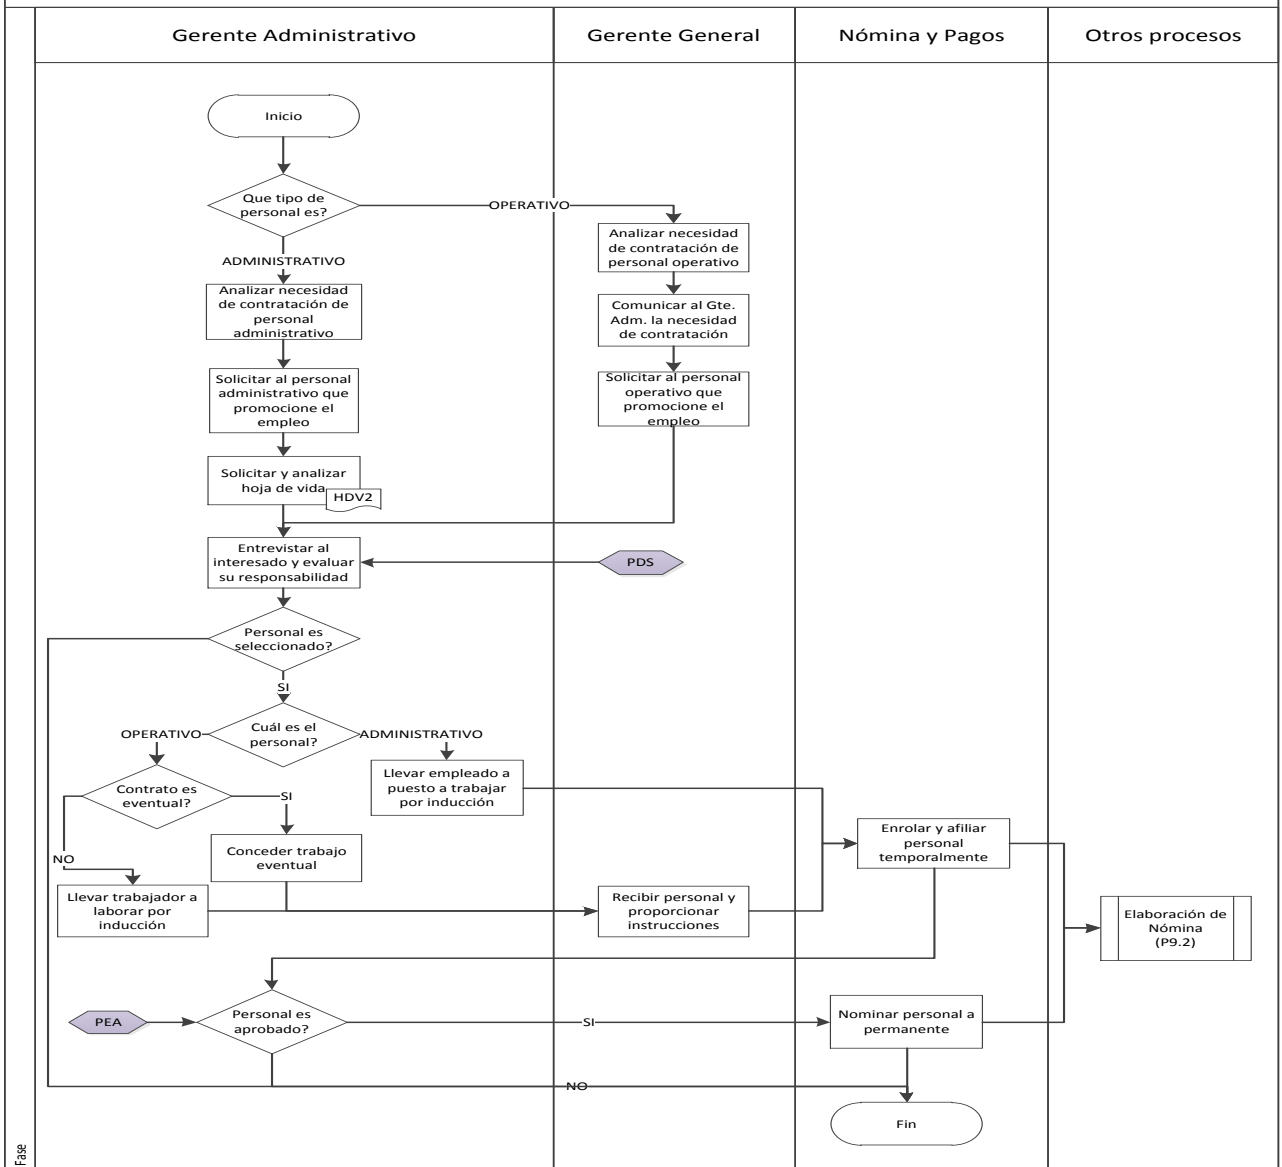 Gerente Administrativo
Gerente General
Nómina y Pagos
Otros procesos
Inicio
Que tipo de
personal es?
OPERATIVO
ADMINISTRATIVO
Analizar necesidad
de contratación de
personal operativo
Analizar necesidad
de contratación de
personal
administrativo
Comunicar al Gte.
Adm. la necesidad
de contratación
Solicitar al personal
administrativo que
promocione el
empleo
Solicitar al personal
operativo que
promocione el
empleo
Solicitar y analizar
hoja de vida
HDV2
Entrevistar al
interesado y evaluar
su responsabilidad
PDS
Personal es
seleccionado?
SI
Cuál es el
personal?
OPERATIVO
ADMINISTRATIVO
Contrato es
eventual?
SI
NO
Llevar empleado a
puesto a trabajar
por inducción
Conceder trabajo
eventual
Enrolar y afiliar
personal
temporalmente
Llevar trabajador a
laborar por
inducción
Recibir personal y
proporcionar
instrucciones
Elaboración de
Nómina
(P9.2)
PEA
Personal es
aprobado?
SI
Nominar personal a
permanente
NO
Fin
Fase